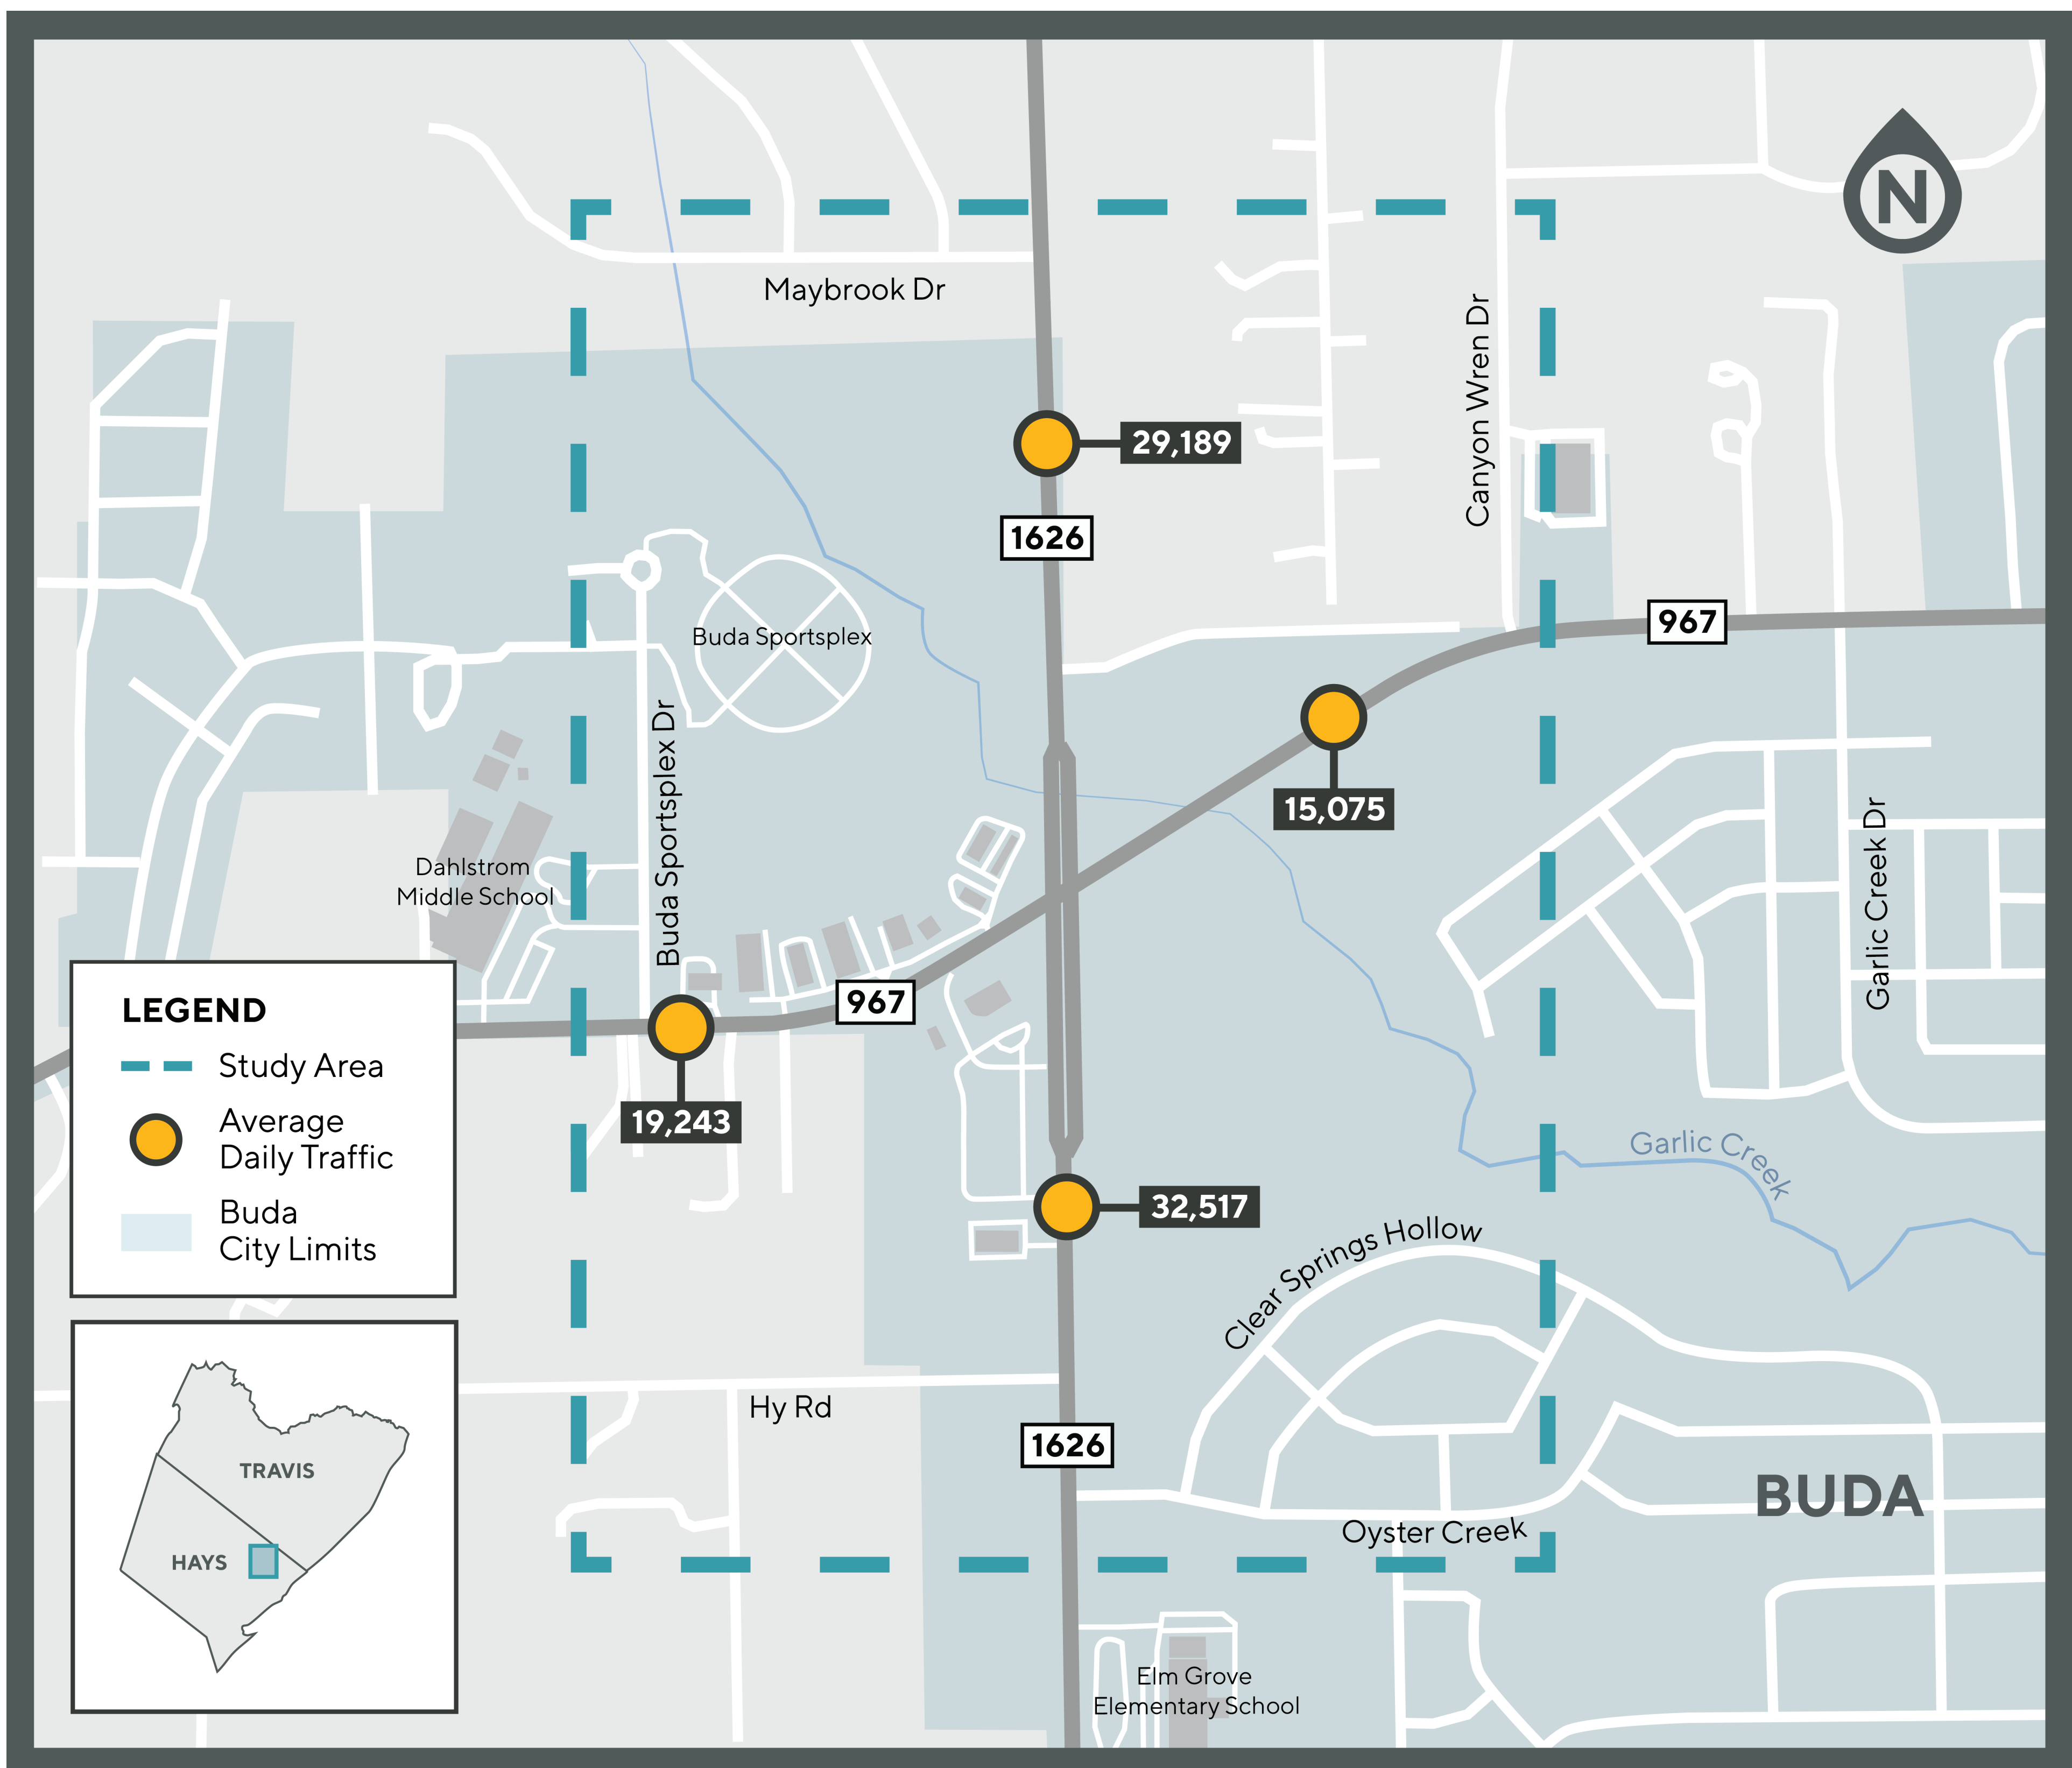 N
Maybrook Dr
Canyon Wren Dr
29,189
1626
967
Buda Sportsplex
Buda Sportsplex Dr
15,075
Dahlstrom
Middle School
Garlic Creek Dr
967
19,243
Garlic Creek
32,517
Clear Springs Hollow
Hy Rd
1626
BUDA
Oyster Creek
Elm Grove
Elementary School
LEGEND
Study Area
Average
Daily Traffic
Buda
City Limits
TRAVIS
HAYS